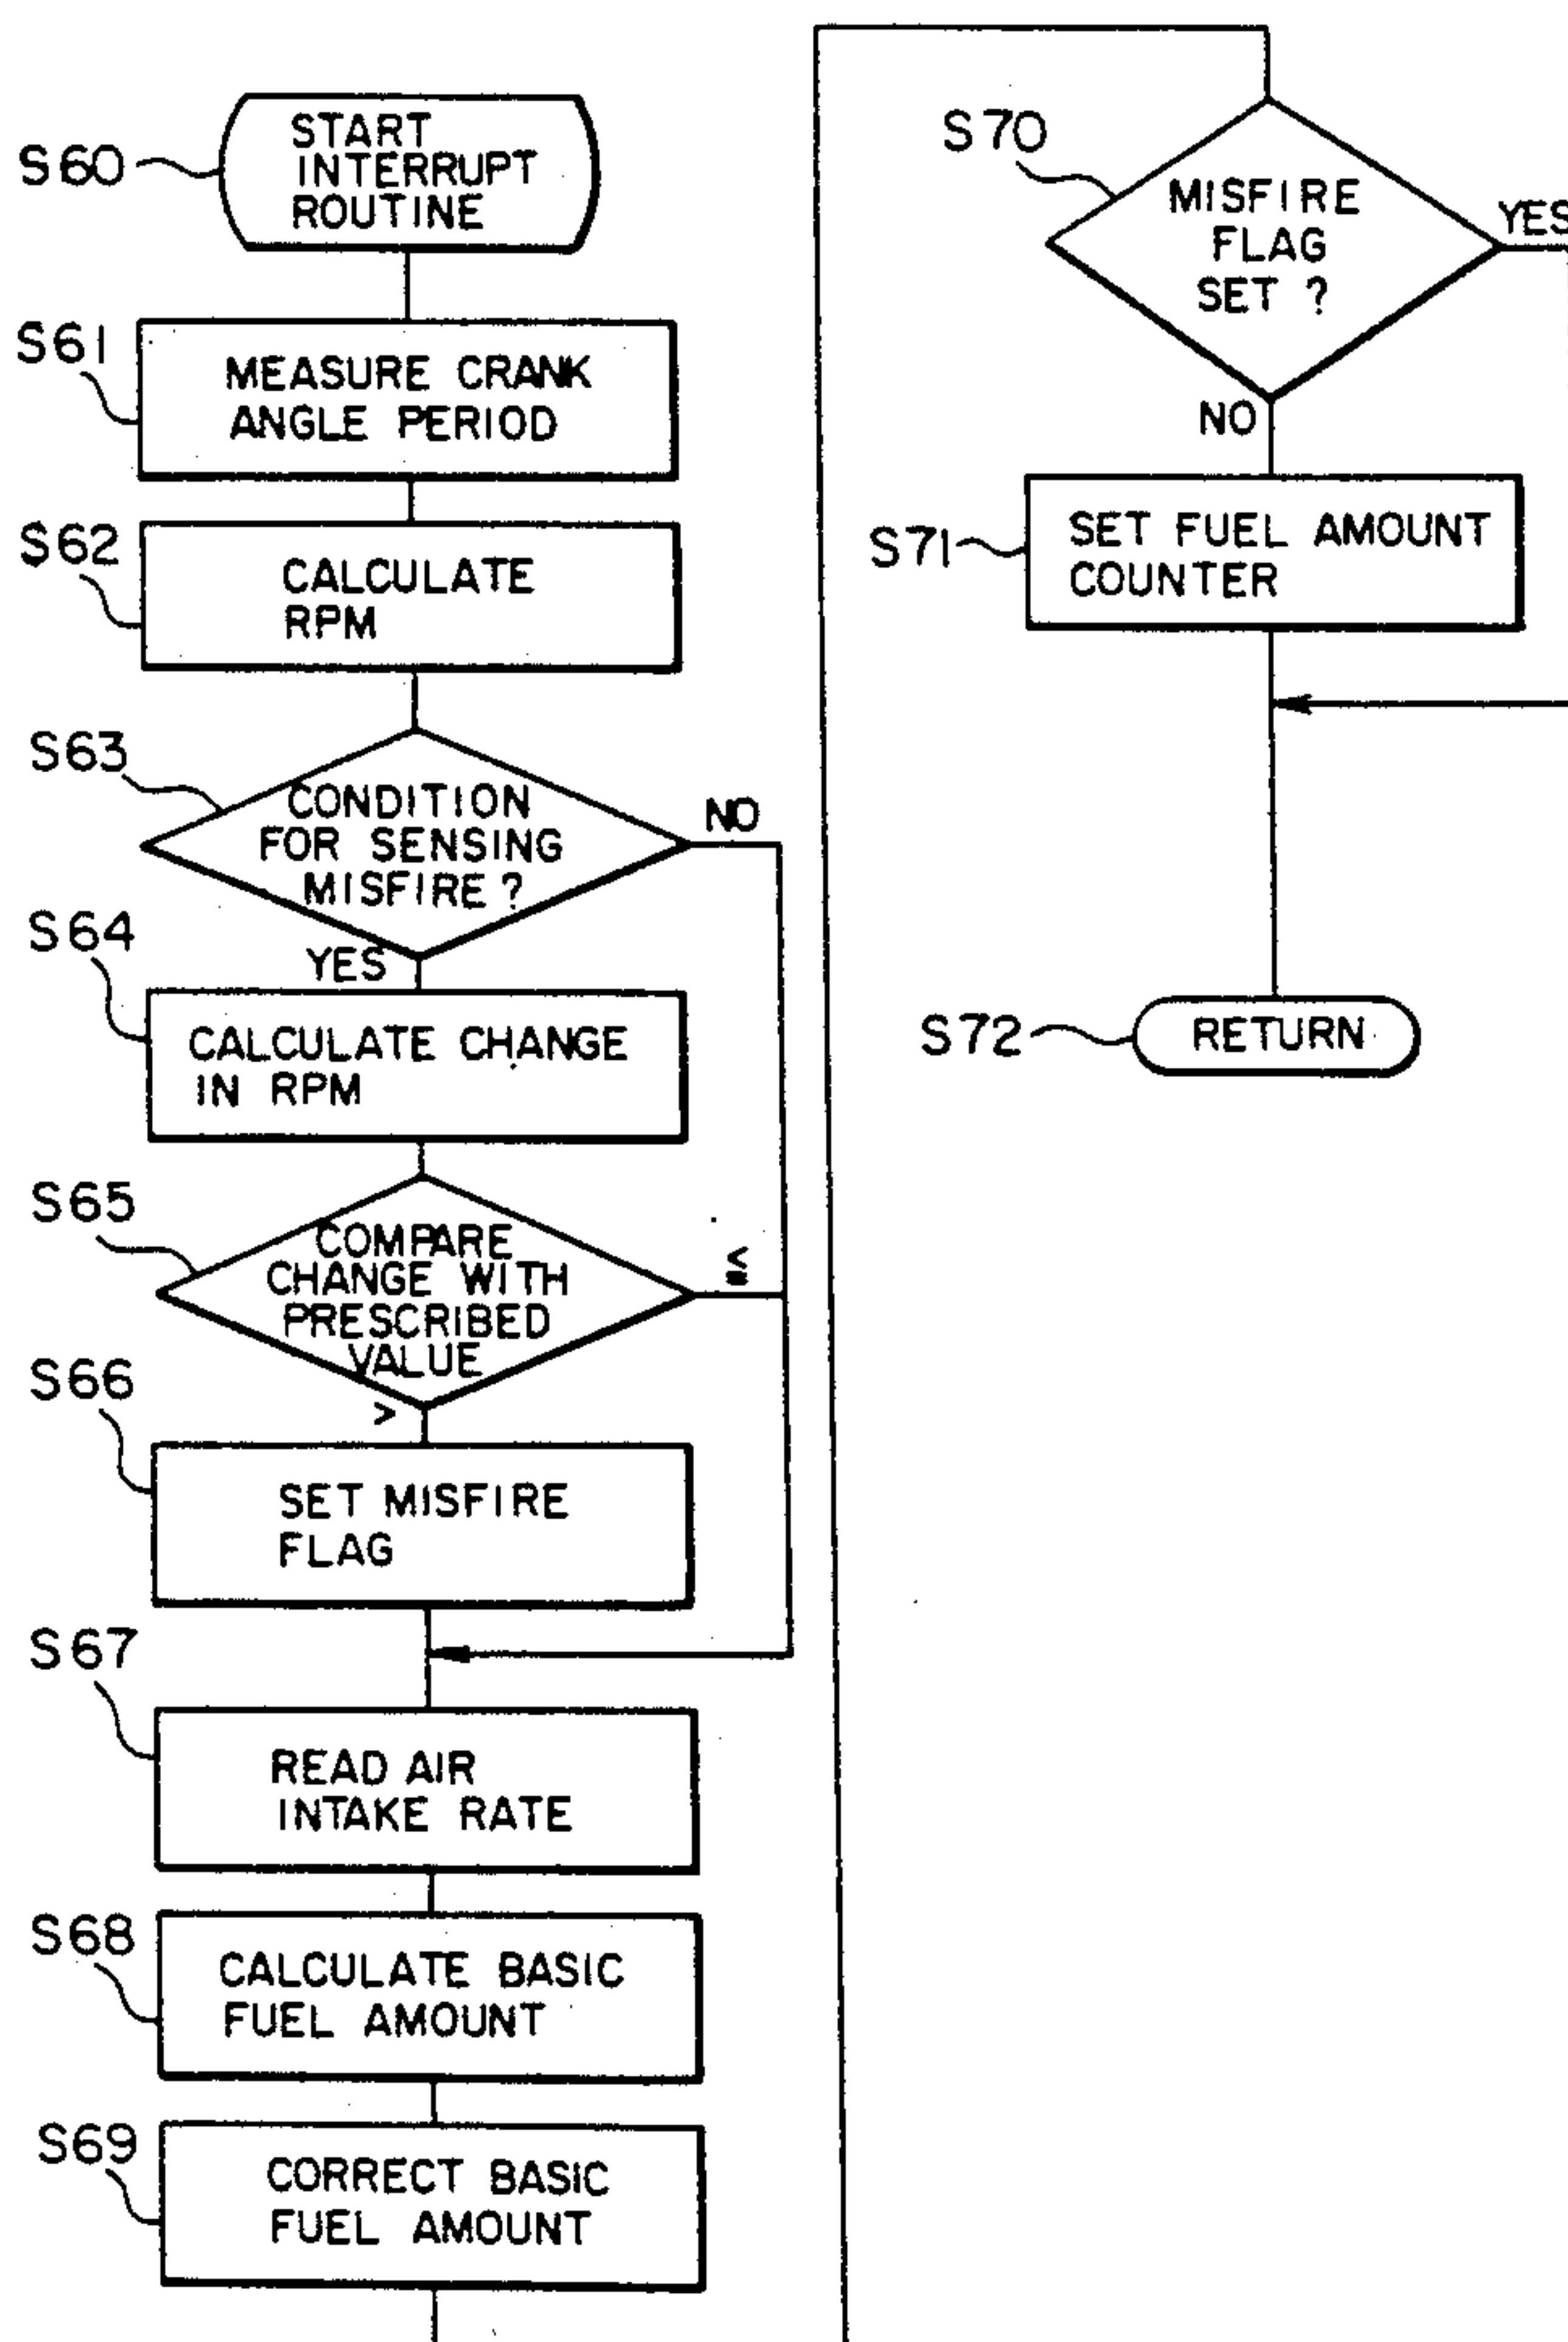 S60
START
INTERRUPT
ROUTINE
S61
MEASURE CRANK
ANGLE PERIOD
S62
CALCULATE
RPM
S63
CONDITION
FOR SENSING
MISFIRE?
NO
YES
S64
CALCULATE CHANGE
IN RPM
S65
COMPARE
CHANGE WITH
PRESCRIBED
VALUE
≦
>
S66
SET MISFIRE
FLAG
S67
READ AIR
INTAKE RATE
S68
CALCULATE BASIC
FUEL AMOUNT
S69
CORRECT BASIC
FUEL AMOUNT
S70
MISFIRE
FLAG
SET ?
YES
NO
S71
SET FUEL AMOUNT
COUNTER
S72
RETURN